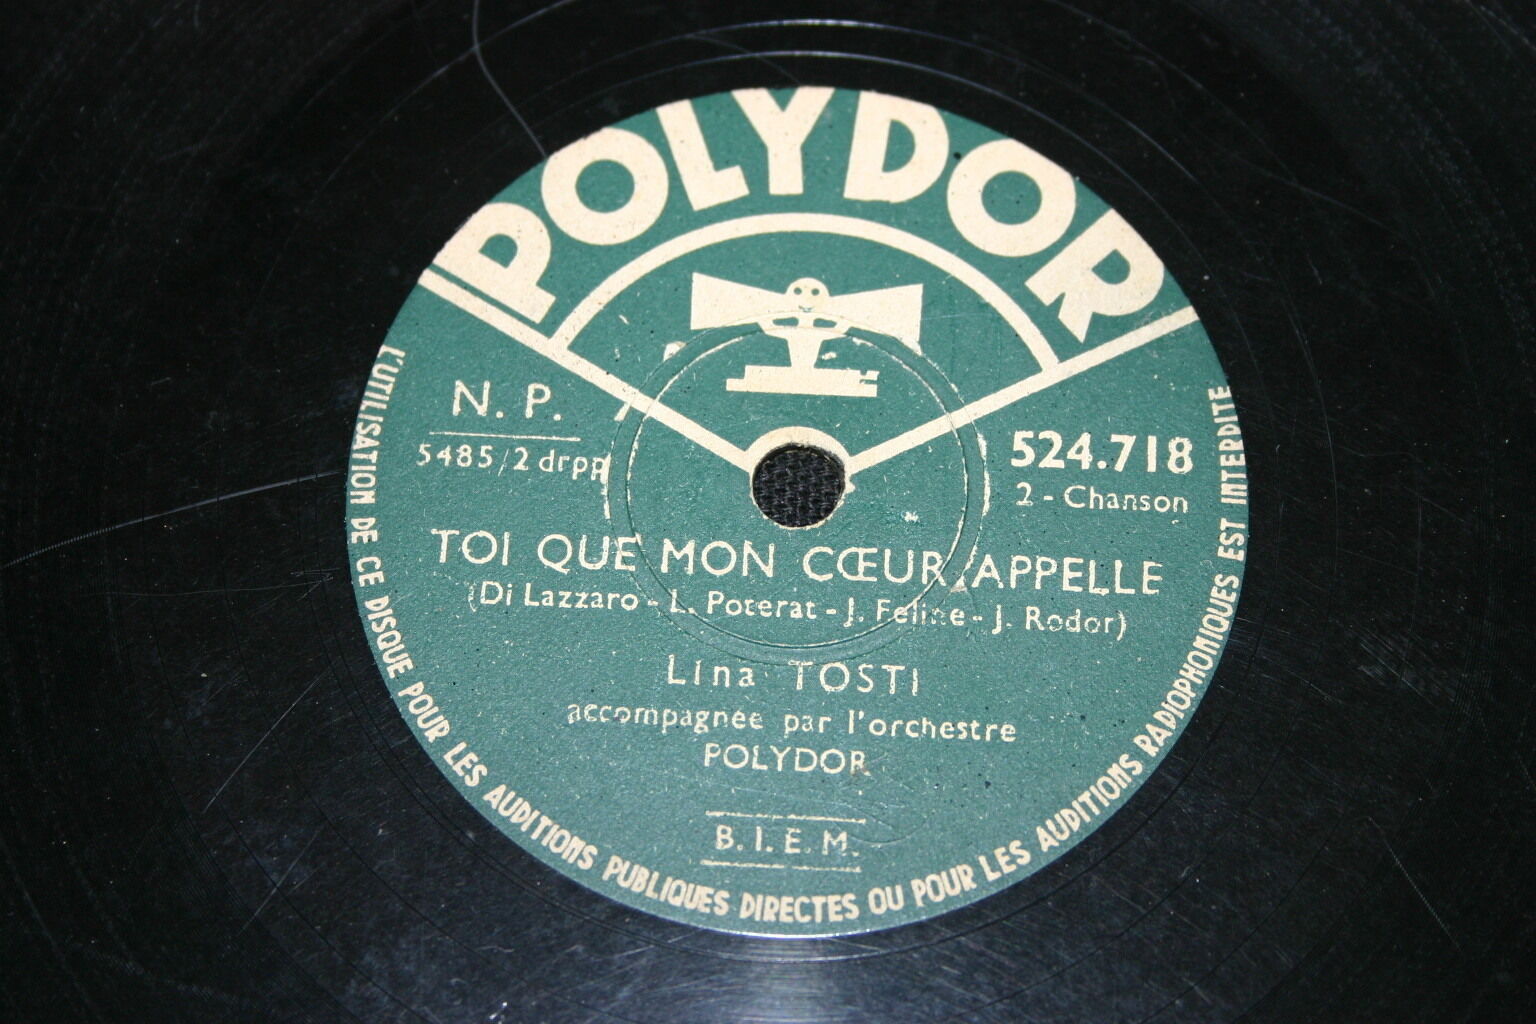 POLYDOR
N. P.
5485/2 drpp
524.718
2 - Chanson
TOI QUE MON CŒUR APPELLE
(Di Lazzaro - L. Poterat - J. Feline - J. Rodor)
Lina TOSTI
accompagnée par l'orchestre
POLYDOR
B. I. E. M.
L'UTILISATION DE CE DISQUE POUR LES AUDITIONS PUBLIQUES DIRECTES OU POUR LES AUDITIONS RADIOPHONIQUES EST INTERDITE